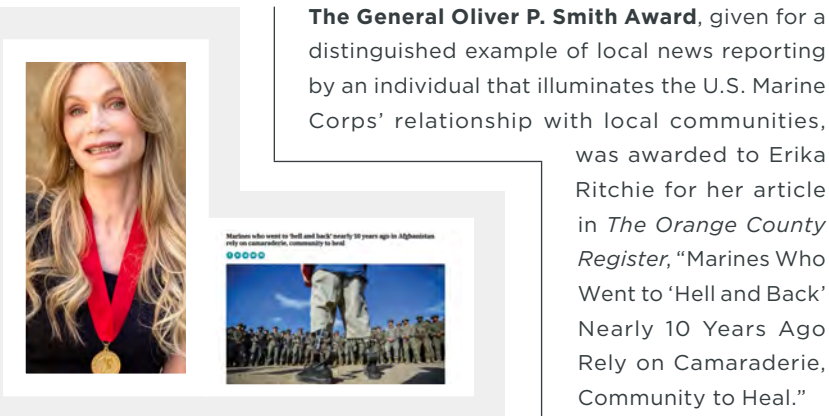 The General Oliver P. Smith Award, given for a
distinguished example of local news reporting
by an individual that illuminates the U.S. Marine
Corps’ relationship with local communities,
was awarded to Erika
Ritchie for her article
in The Orange County
Register, “Marines Who
Went to ‘Hell and Back’
Nearly 10 Years Ago
Rely on Camaraderie,
Community to Heal.”
Marines who went to ‘hell and back’ nearly 10 years ago in Afghanistan
rely on camaraderie, community to heal